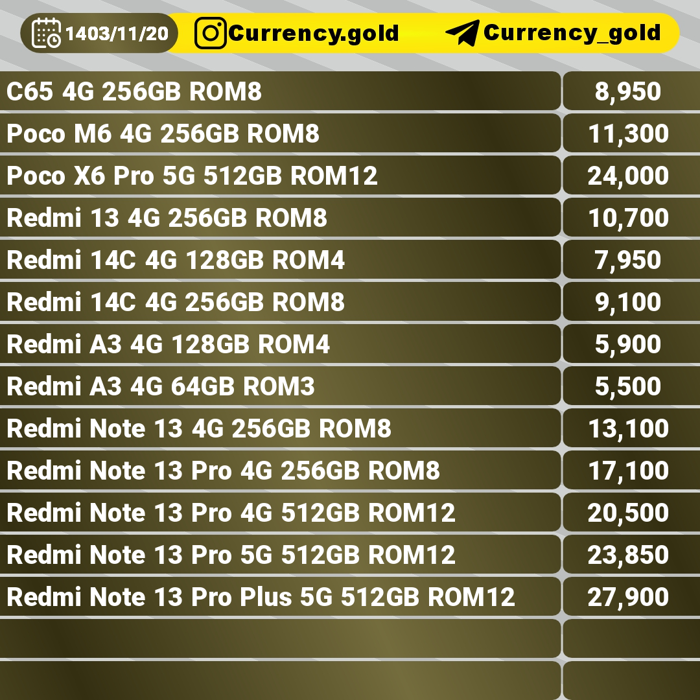 1403/11/20 Currency.gold Currency_gold
C65 4G 256GB ROM8 8,950
Poco M6 4G 256GB ROM8 11,300
Poco X6 Pro 5G 512GB ROM12 24,000
Redmi 13 4G 256GB ROM8 10,700
Redmi 14C 4G 128GB ROM4 7,950
Redmi 14C 4G 256GB ROM8 9,100
Redmi A3 4G 128GB ROM4 5,900
Redmi A3 4G 64GB ROM3 5,500
Redmi Note 13 4G 256GB ROM8 13,100
Redmi Note 13 Pro 4G 256GB ROM8 17,100
Redmi Note 13 Pro 4G 512GB ROM12 20,500
Redmi Note 13 Pro 5G 512GB ROM12 23,850
Redmi Note 13 Pro Plus 5G 512GB ROM12 27,900